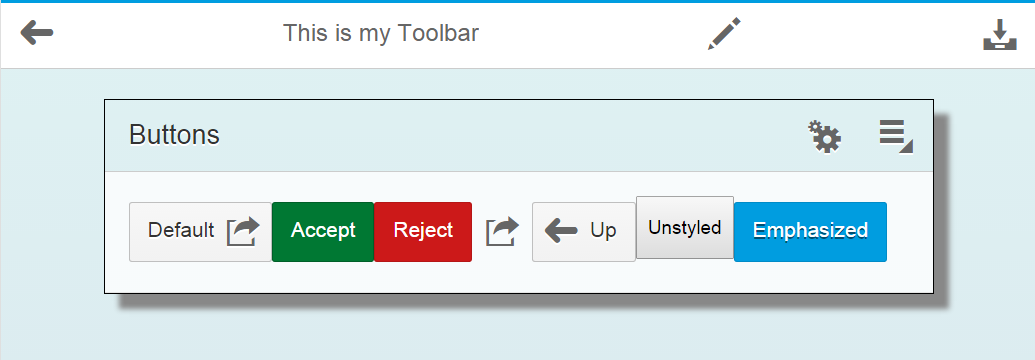 This is my Toolbar
Buttons
Default Accept Reject Up Unstyled Emphasized